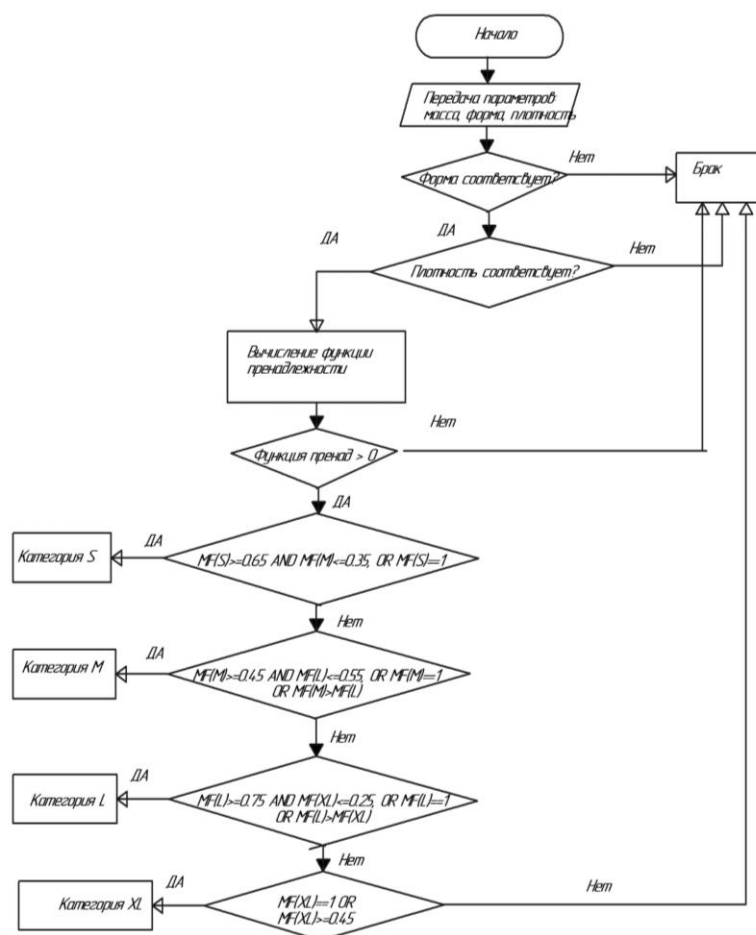 Начало
Передача параметров:
масса, форма, плотность
Нет
Форма соответсвует?
Брак
ДА
ДА
Нет
Плотность соответсвует?
Вычисление функции
пренадлежности
Нет
Функция пренад > 0
ДА
ДА
Категория S
MF(S)>=0.65 AND MF(M)<=0.35, OR MF(S)==1
Нет
ДА
Категория M
MF(M)>=0.45 AND MF(L)<=0.55, OR MF(M)==1
OR MF(M)>MF(L)
Нет
ДА
Категория L
MF(L)>=0.75 AND MF(XL)<=0.25, OR MF(L)==1
OR MF(L)>MF(XL)
Нет
ДА
Нет
Категория XL
MF(XL)==1 OR
MF(XL)>=0.45